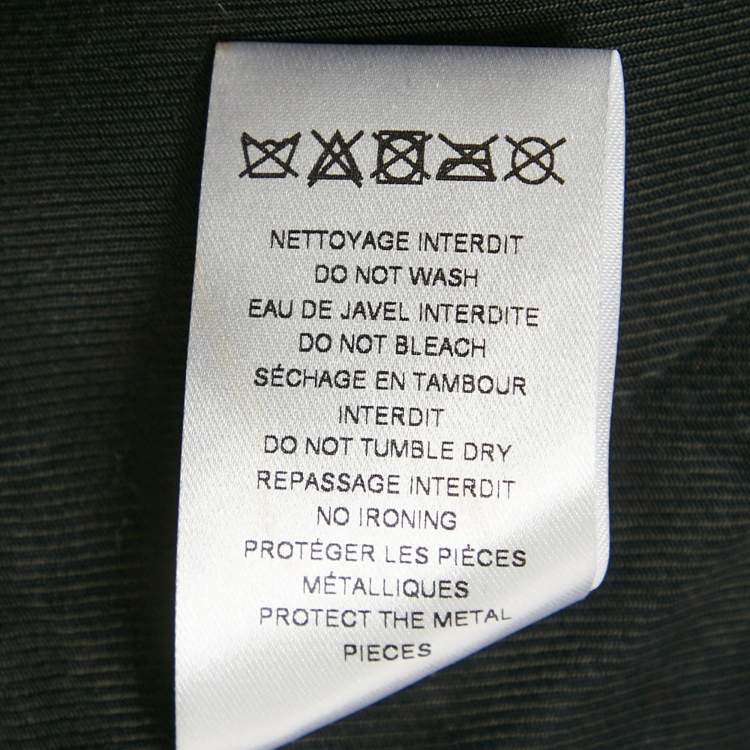 NETTOYAGE INTERDIT
DO NOT WASH
EAU DE JAVEL INTERDITE
DO NOT BLEACH
SÉCHAGE EN TAMBOUR
INTERDIT
DO NOT TUMBLE DRY
REPASSAGE INTERDIT
NO IRONING
PROTÉGER LES PIÉCES
MÉTALLIQUES
PROTECT THE METAL
PIECES